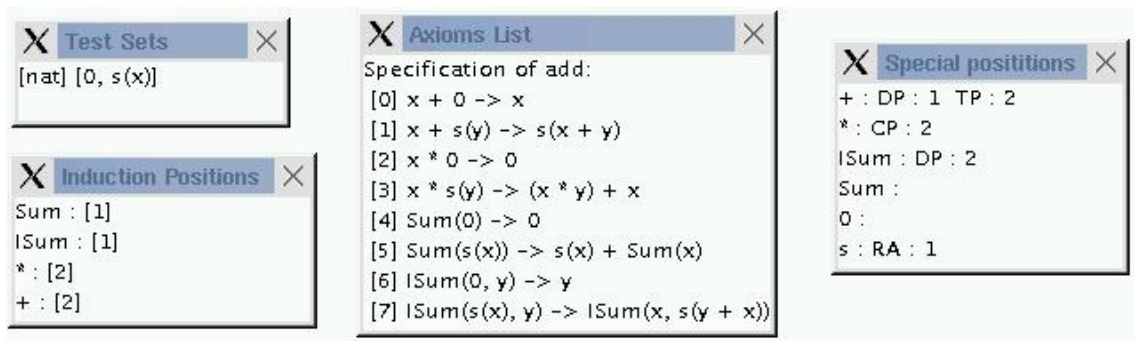 Test Sets
[nat] [0, s(x)]
Induction Positions
Sum : [1]
ISum : [1]
* : [2]
+ : [2]
Axioms List
Specification of add:
[0] x + 0 -> x
[1] x + s(y) -> s(x + y)
[2] x * 0 -> 0
[3] x * s(y) -> (x * y) + x
[4] Sum(0) -> 0
[5] Sum(s(x)) -> s(x) + Sum(x)
[6] ISum(0, y) -> y
[7] ISum(s(x), y) -> ISum(x, s(y + x))
Special posititions
+ : DP : 1 TP : 2
* : CP : 2
ISum : DP : 2
Sum :
0 :
s : RA : 1